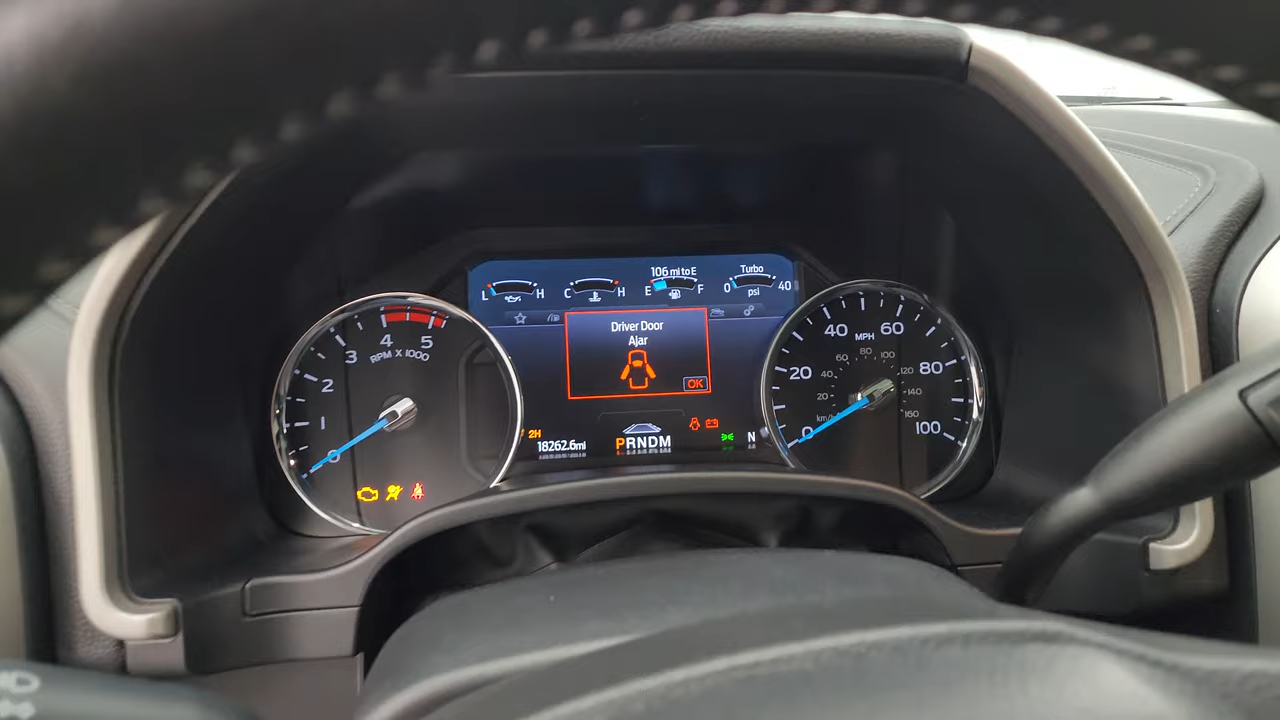 106 mi to E
Turbo
L H C H E F 0 40
psi
Driver Door
Ajar
OK
2H
18262.6mi
PRNDM
N
0 1 2 3 4 5
RPM X 1000
0 20 40 60 80 100
MPH
20 40 60 80 100 120 140 160
km/h